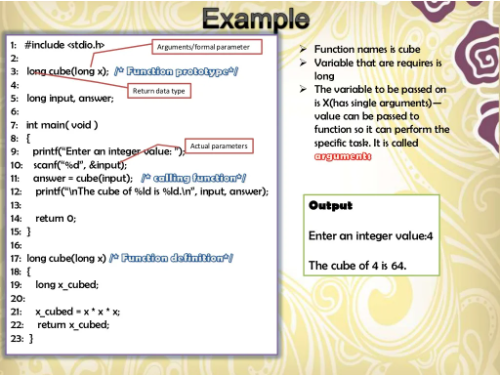 Example
1: #include <stdio.h>
Arguments/formal parameter
2:
3: long cube(long x); /* Function prototype*/
4:
Return data type
5: long input, answer;
6:
7: int main( void )
8: {
9: printf("Enter an integer value: ");
Actual parameters
10: scanf("%d", &input);
11: answer = cube(input); /* calling function*/
12: printf("\nThe cube of %ld is %ld.\n", input, answer);
13:
14: return 0;
15: }
16:
17: long cube(long x) /* Function definition*/
18: {
19: long x_cubed;
20:
21: x_cubed = x * x * x;
22: return x_cubed;
23: }
Function names is cube
Variable that are requires is
long
The variable to be passed on
is X(has single arguments)—
value can be passed to
function so it can perform the
specific task. It is called
arguments
Output
Enter an integer value:4
The cube of 4 is 64.